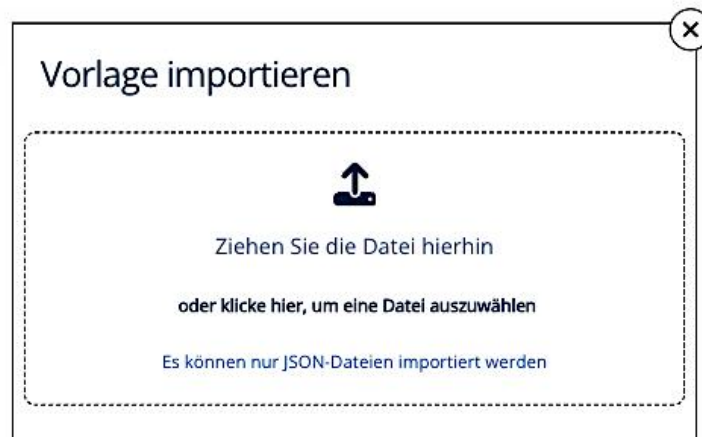 Vorlage importieren
Ziehen Sie die Datei hierhin
oder klicke hier, um eine Datei auszuwählen
Es können nur JSON-Dateien importiert werden